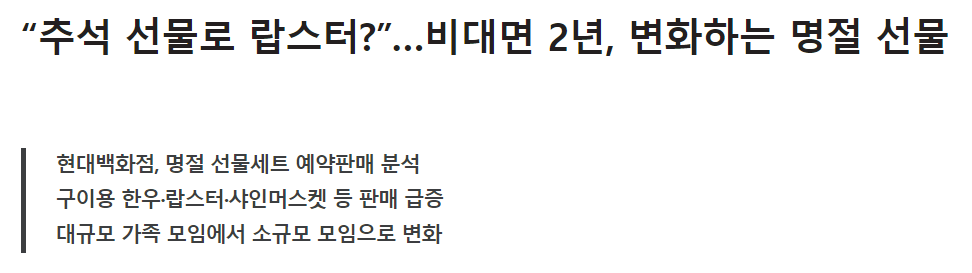 “추석 선물로 랍스터?”…비대면 2년, 변화하는 명절 선물
현대백화점, 명절 선물세트 예약판매 분석
구이용 한우·랍스터·샤인머스켓 등 판매 급증
대규모 가족 모임에서 소규모 모임으로 변화